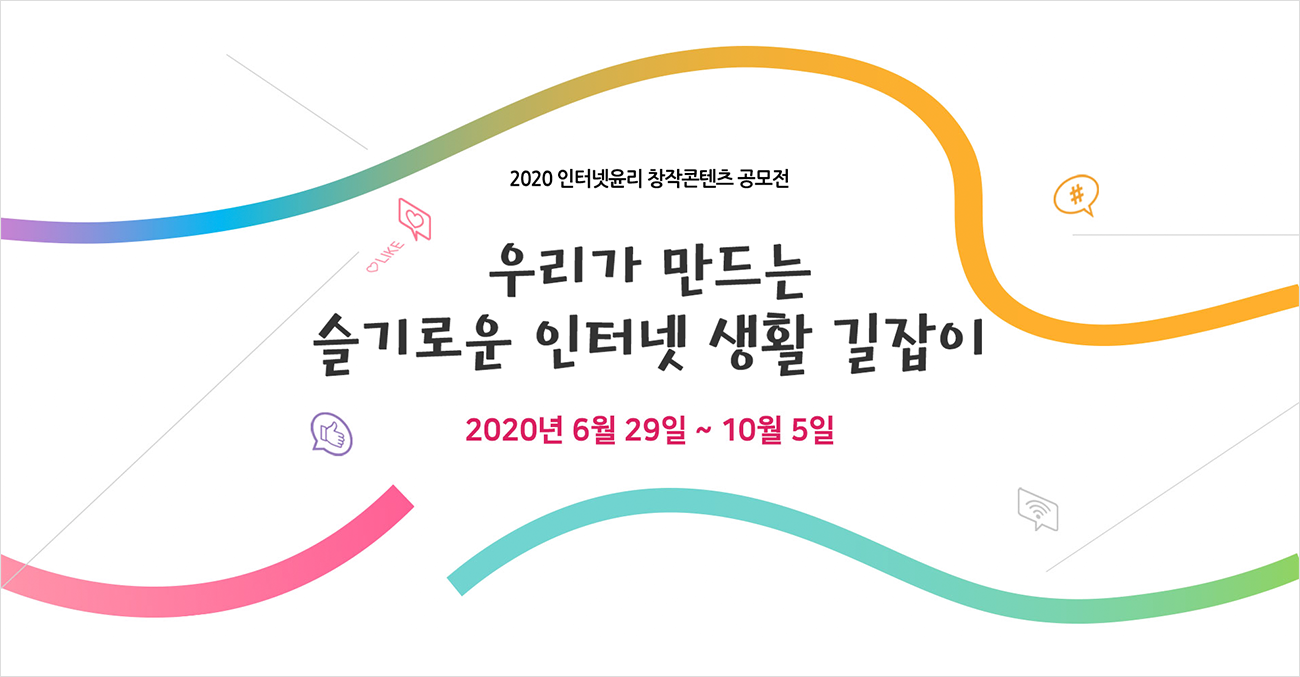 2020 인터넷윤리 창작콘텐츠 공모전
LIKE
우리가 만드는
슬기로운 인터넷 생활 길잡이
2020년 6월 29일 ~ 10월 5일